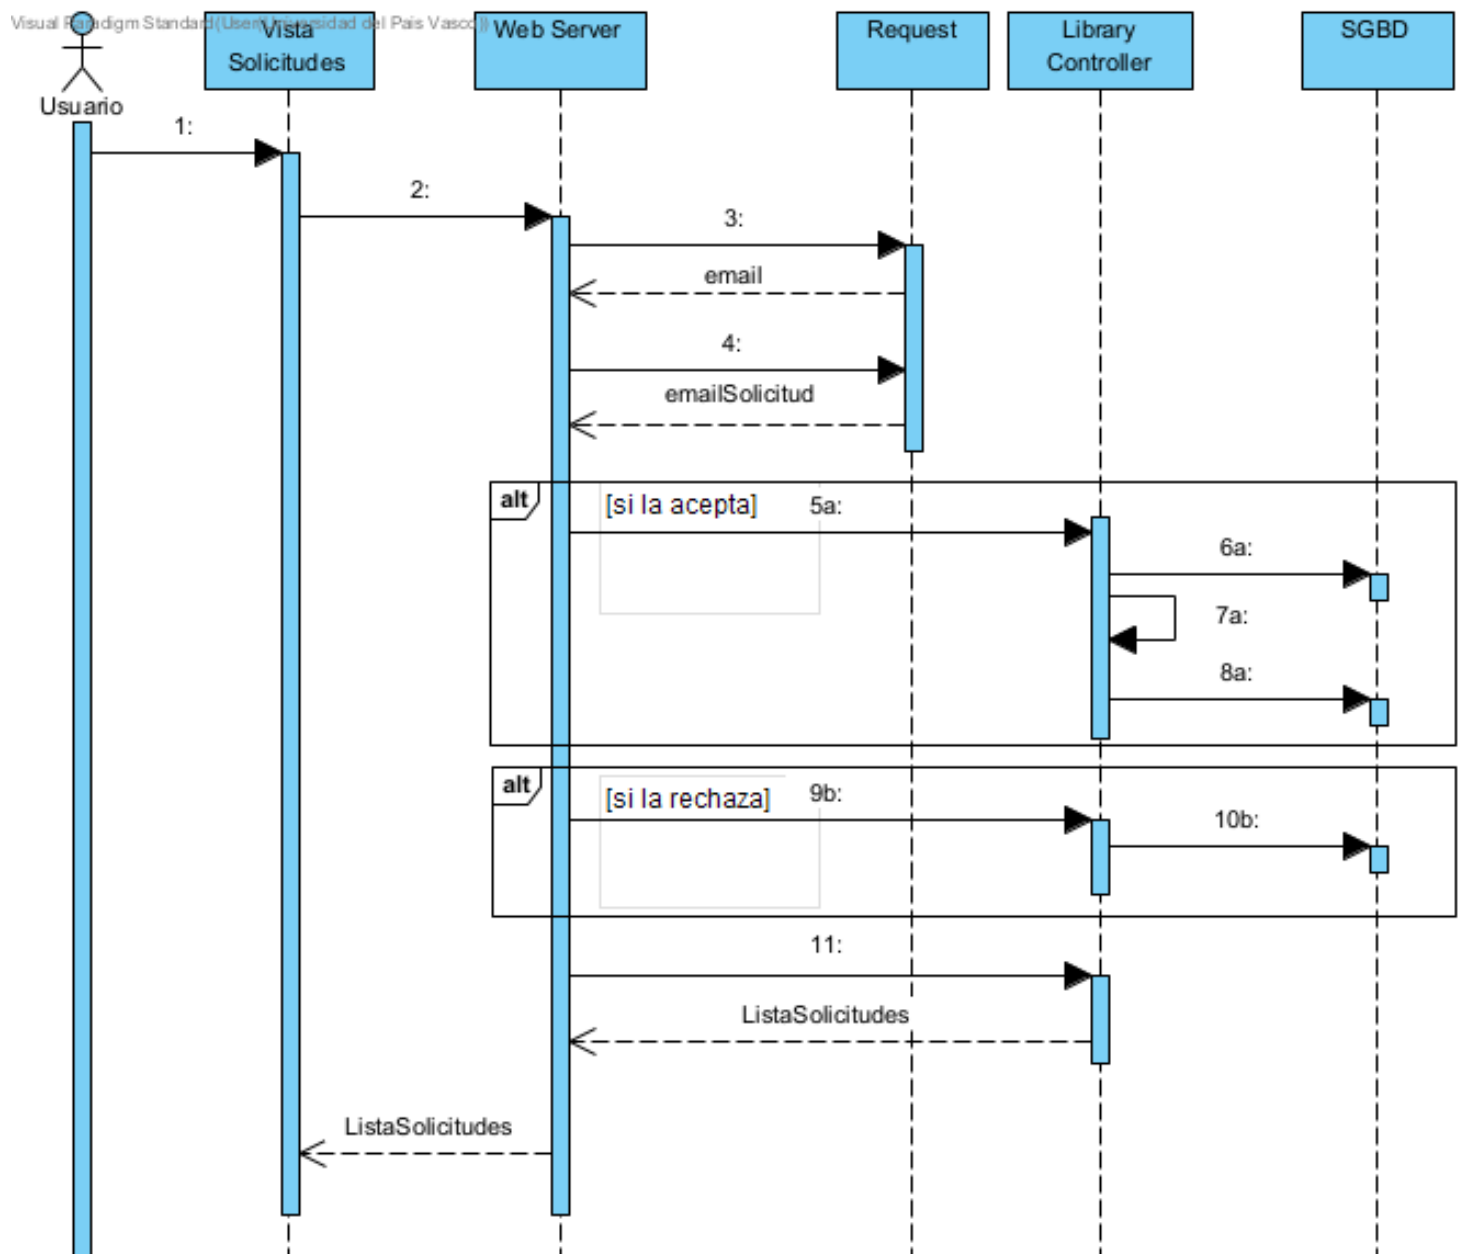 Visual Paradigm Standard(User(Universidad del Pais Vasco))
Usuario
Vista
Solicitudes
Web Server
Request
Library
Controller
SGBD
1:
2:
3:
email
4:
emailSolicitud
alt
[si la acepta]
5a:
6a:
7a:
8a:
alt
[si la rechaza]
9b:
10b:
11:
ListaSolicitudes
ListaSolicitudes